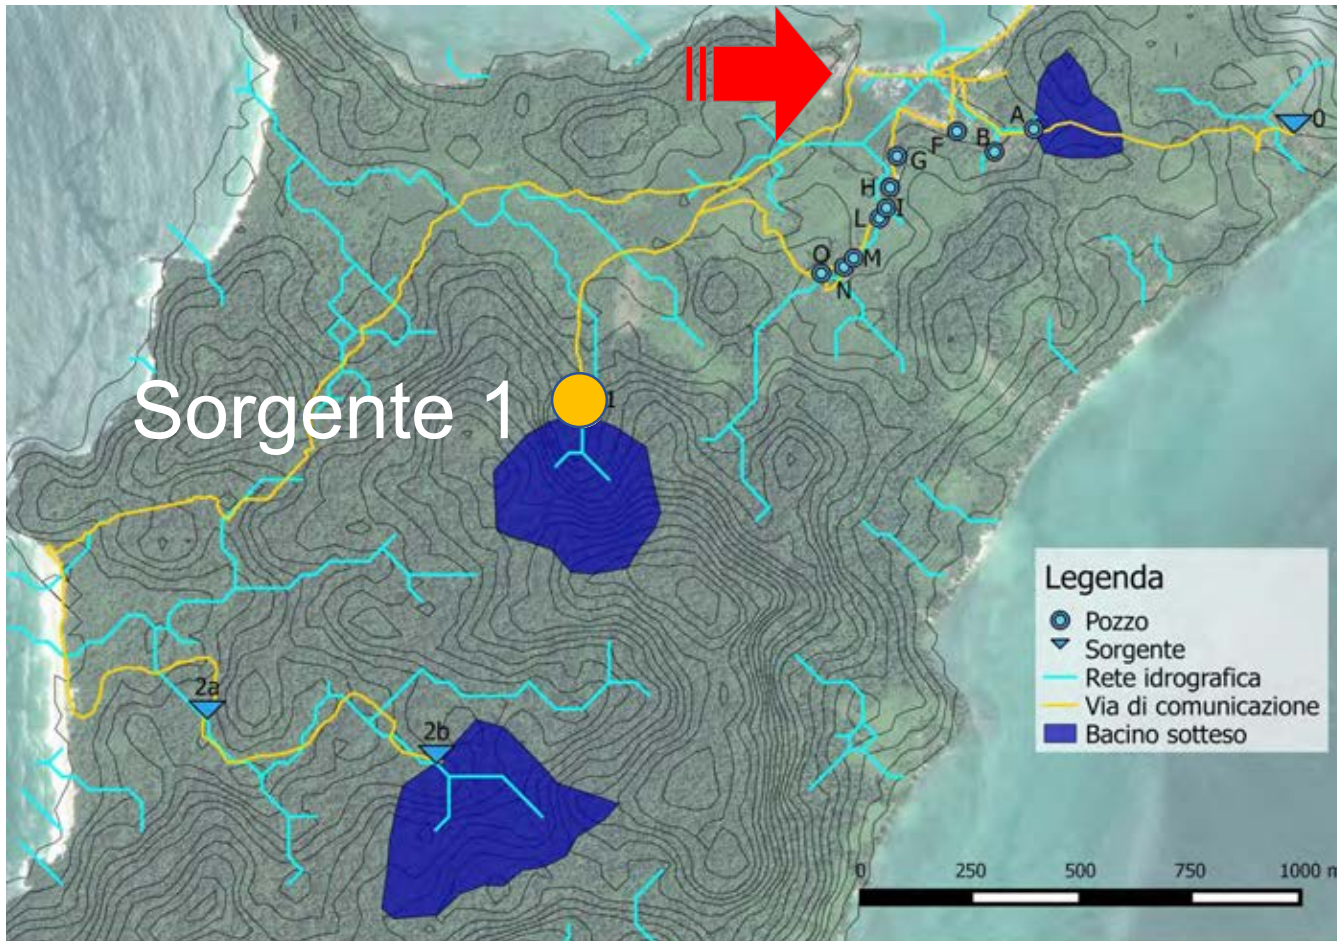 0
A
B
F
G
H
I
L
M
O
N
Sorgente 1
1
2a
2b
Legenda
Pozzo
Sorgente
Rete idrografica
Via di comunicazione
Bacino sotteso
0 250 500 750 1000 m